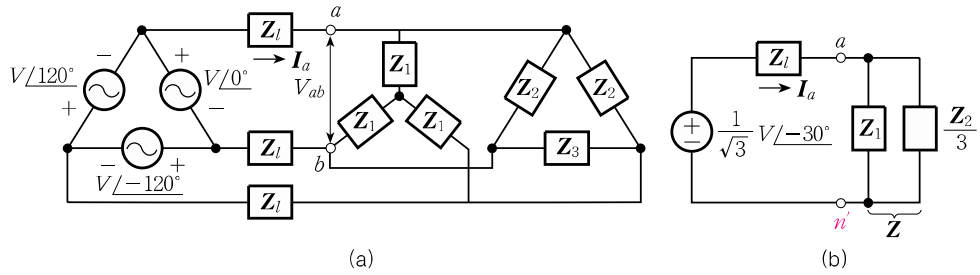 Z_l
a
I_a
V/120°
V/0°
V_ab
Z_1
Z_1
Z_1
Z_2
Z_2
Z_3
b
Z_l
V/−120°
Z_l
(a)
Z_l
a
I_a
1/√3 V/−30°
Z_1
Z_2/3
n'
Z
(b)